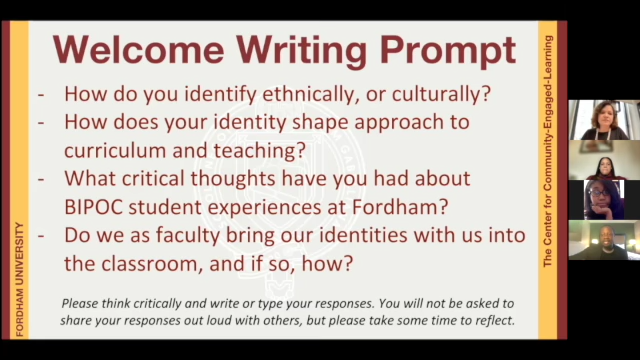 Welcome Writing Prompt
- How do you identify ethnically, or culturally?
- How does your identity shape approach to
curriculum and teaching?
- What critical thoughts have you had about
BIPOC student experiences at Fordham?
- Do we as faculty bring our identities with us into
the classroom, and if so, how?
Please think critically and write or type your responses. You will not be asked to
share your responses out loud with others, but please take some time to reflect.
FORDHAM UNIVERSITY
The Center for Community-Engaged-Learning